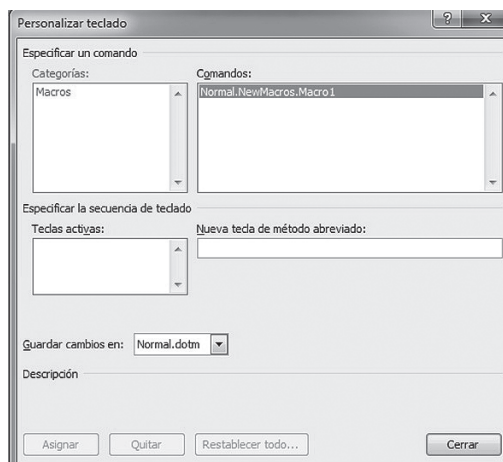 Personalizar teclado
Especificar un comando
Categorías:
Comandos:
Macros
Normal.NewMacros.Macro1
Especificar la secuencia de teclado
Teclas activas:
Nueva tecla de método abreviado:
Guardar cambios en:
Normal.dotm
Descripción
Asignar
Quitar
Restablecer todo...
Cerrar